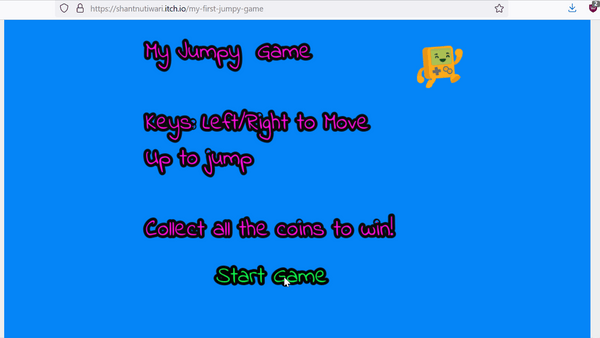 https://shantnutiwari.itch.io/my-first-jumpy-game
My Jumpy Game
Keys: Left/Right to Move
Up to jump
Collect all the coins to win!
Start Game